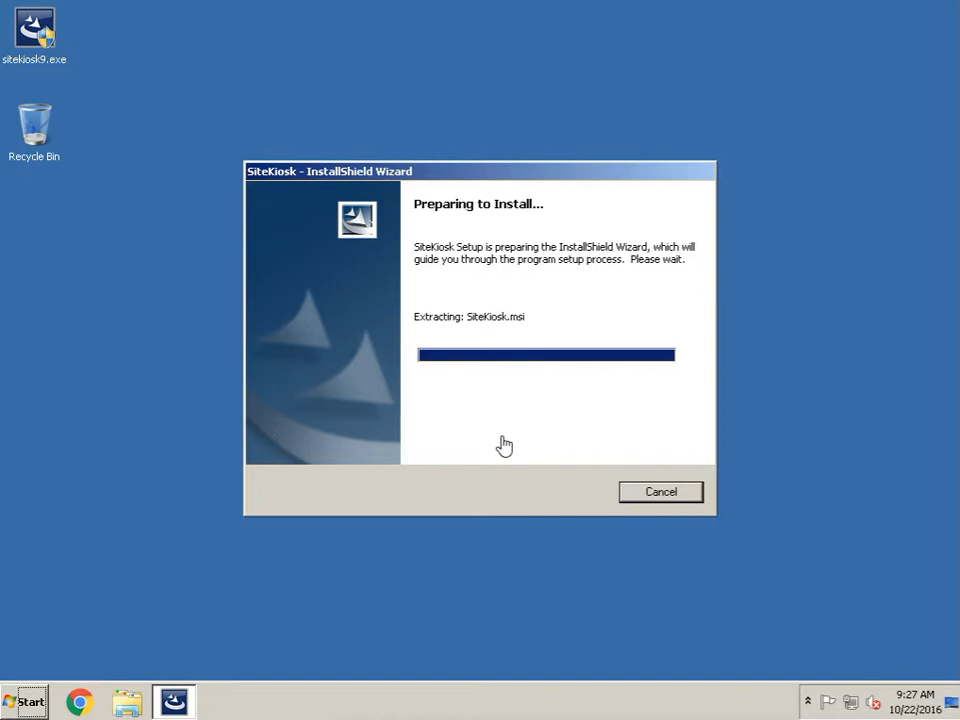 sitekiosk9.exe
Recycle Bin
SiteKiosk - InstallShield Wizard
Preparing to Install...
SiteKiosk Setup is preparing the InstallShield Wizard, which will
guide you through the program setup process.  Please wait.
Extracting: SiteKiosk.msi
Cancel
Start
9:27 AM
10/22/2016